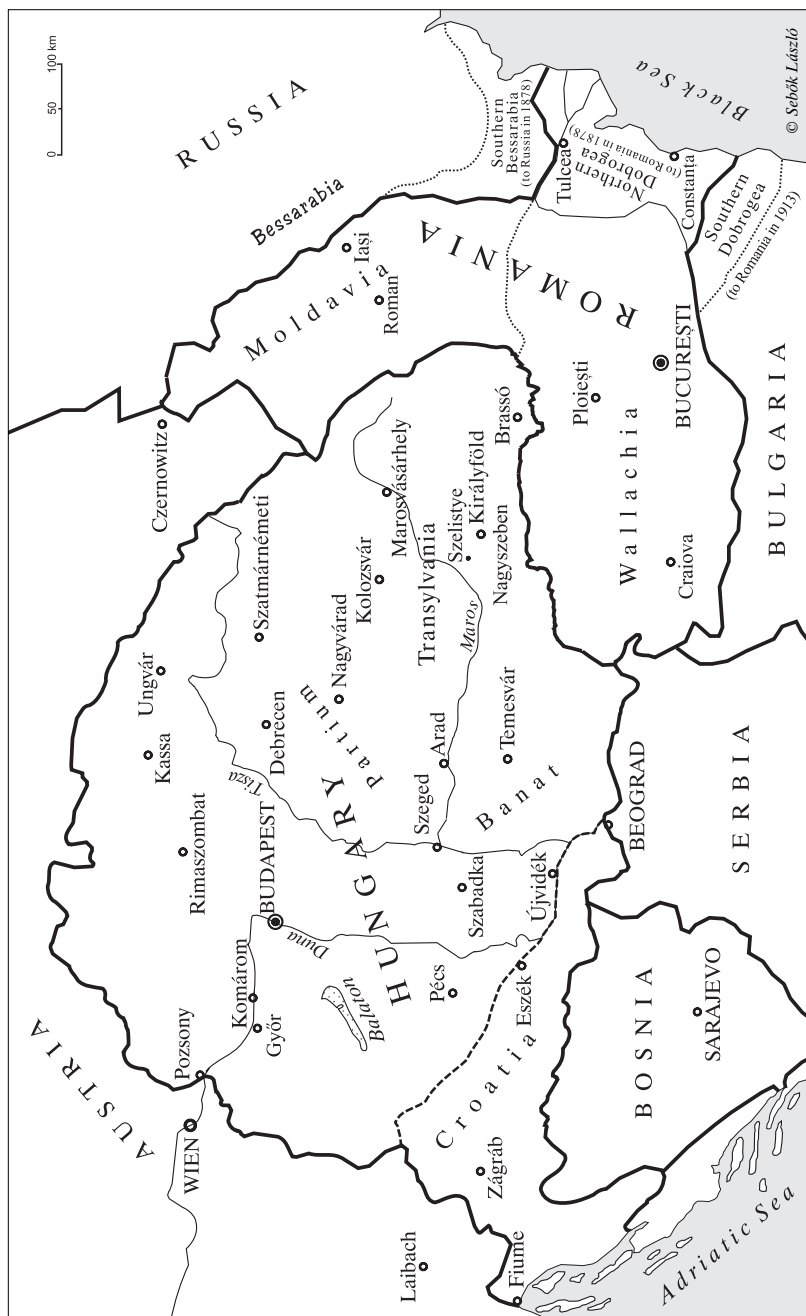 0 50 100 km
RUSSIA
AUSTRIA
Bessarabia
Czernowitz
Ungvár
Kassa
Rimaszombat
Pozsony
WIEN
Moldavia
Iași
Roman
Southern
Bessarabia
(to Russia in 1878)
Szatmárnémeti
Debrecen
Tisza
BUDAPEST
Komárom
Győr
Duna
Balaton
HUNGARY
Partium
Nagyvárad
Kolozsvár
Marosvásárhely
Transylvania
Maros
Szelistye
Királyföld
Nagyszeben
Brassó
Arad
Szeged
Temesvár
Banat
Szabadka
Újvidék
Pécs
Eszék
Croatia
Zágráb
Laibach
Fiume
ROMANIA
Tulcea
Northern
Dobrogea
(to Romania in 1878)
Constanța
Black Sea
Ploiești
Wallachia
BUCUREȘTI
Craiova
Southern
Dobrogea
(to Romania in 1913)
BEOGRAD
SERBIA
BULGARIA
BOSNIA
SARAJEVO
Adriatic Sea
© Sebők László